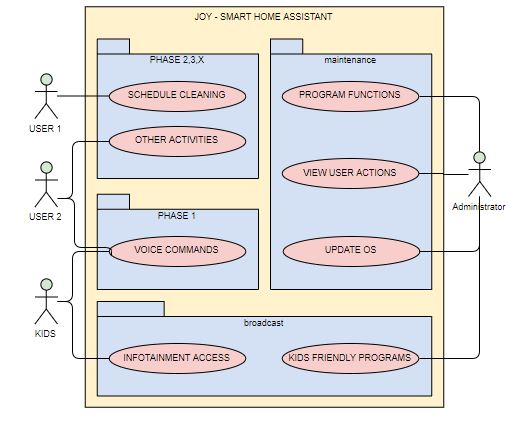 JOY - SMART HOME ASSISTANT
PHASE 2,3,X
maintenance
SCHEDULE CLEANING
PROGRAM FUNCTIONS
USER 1
OTHER ACTIVITIES
VIEW USER ACTIONS
Administrator
USER 2
PHASE 1
VOICE COMMANDS
UPDATE OS
KIDS
broadcast
INFOTAINMENT ACCESS
KIDS FRIENDLY PROGRAMS